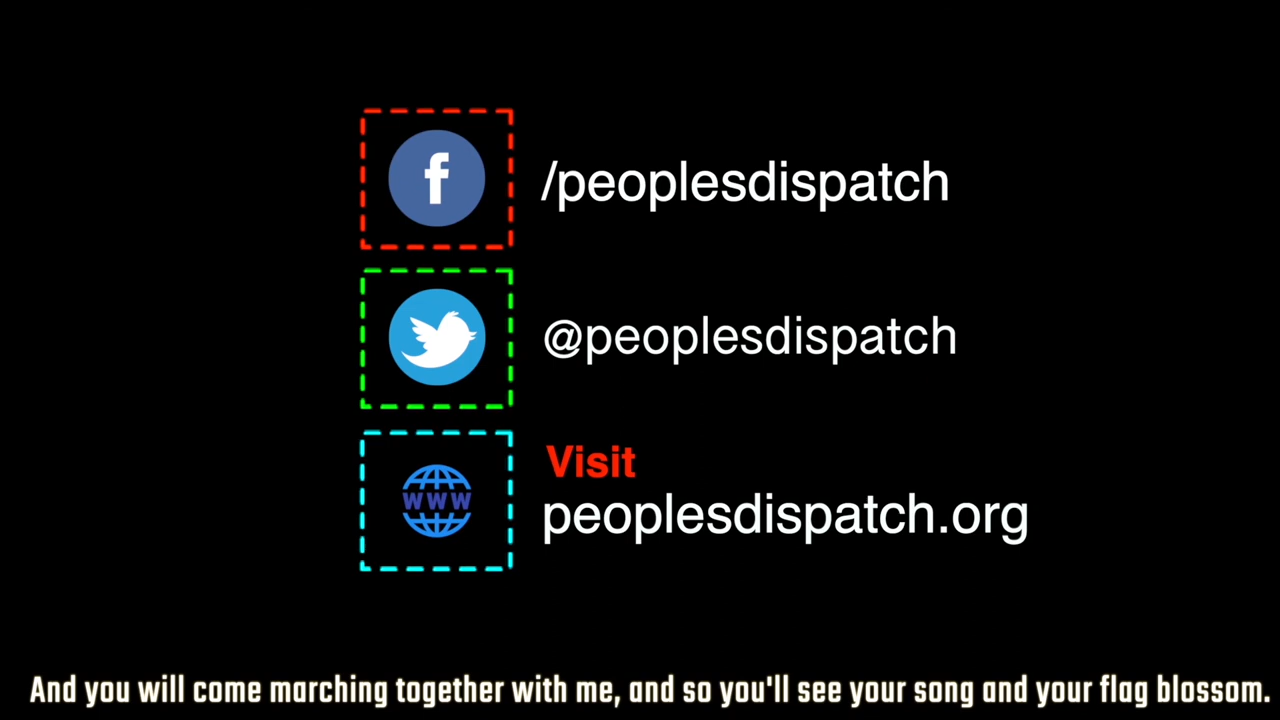 f
/peoplesdispatch
@peoplesdispatch
Visit
www
peoplesdispatch.org
And you will come marching together with me, and so you'll see your song and your flag blossom.